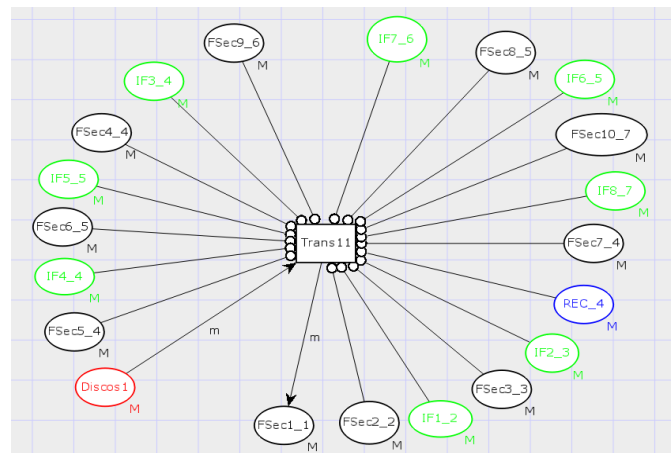 FSec9_6
M
IF7_6
M
FSec8_5
M
IF3_4
M
IF6_5
M
FSec4_4
M
FSec10_7
M
IF5_5
M
IF8_7
M
FSec6_5
M
Trans11
FSec7_4
M
IF4_4
M
REC_4
M
FSec5_4
M
m
m
IF2_3
M
Discos1
M
FSec3_3
M
FSec1_1
M
FSec2_2
M
IF1_2
M